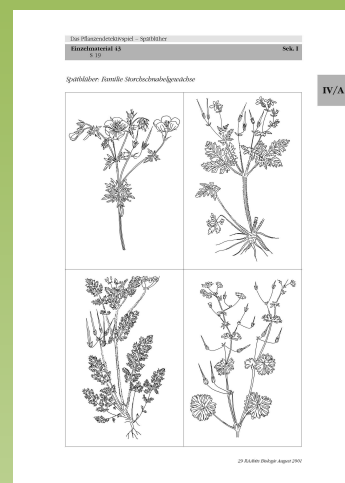 Das Pflanzendetektivspiel – Spätblüher
Einzelmaterial 43 Sek. I
S 19
IV/A
Spätblüher: Familie Storchschnabelgewächse
23 RAAbits Biologie August 2001